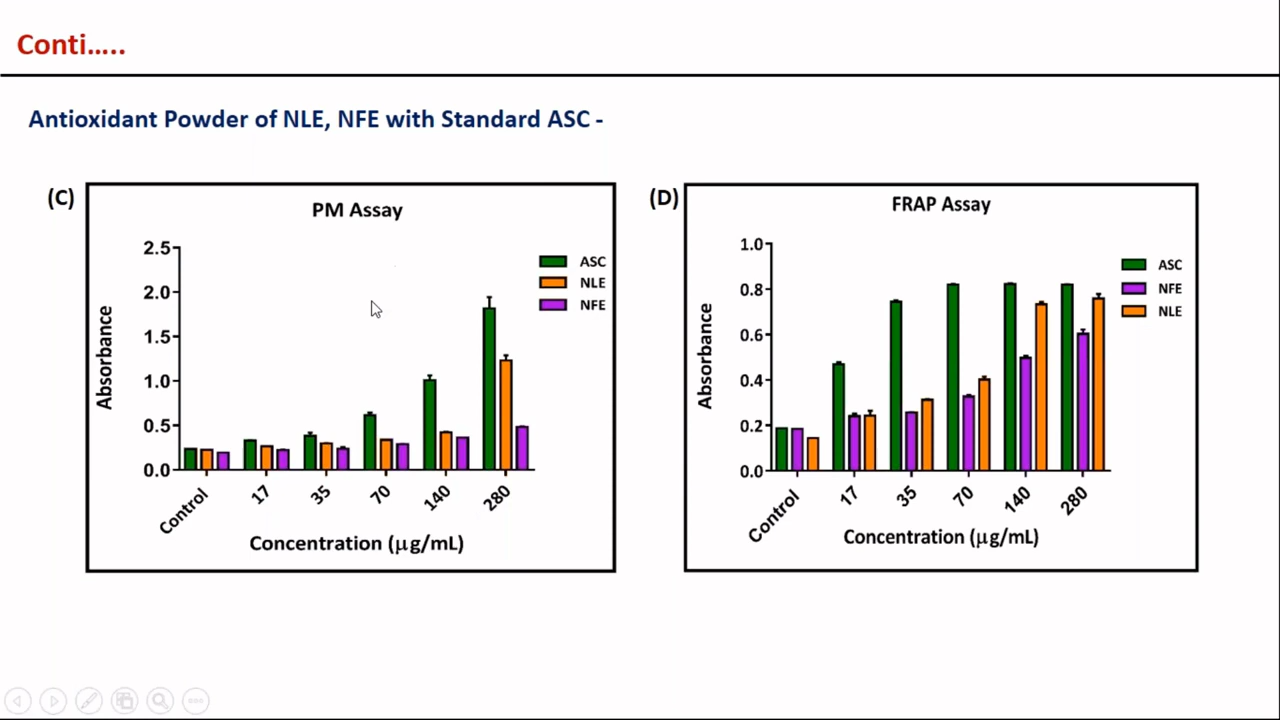 Conti.....
Antioxidant Powder of NLE, NFE with Standard ASC -
(C)
PM Assay
2.5
2.0
1.5
1.0
0.5
0.0
Absorbance
ASC
NLE
NFE
Control
17
35
70
140
280
Concentration (μg/mL)
(D)
FRAP Assay
1.0
0.8
0.6
0.4
0.2
0.0
Absorbance
ASC
NFE
NLE
Control
17
35
70
140
280
Concentration (μg/mL)